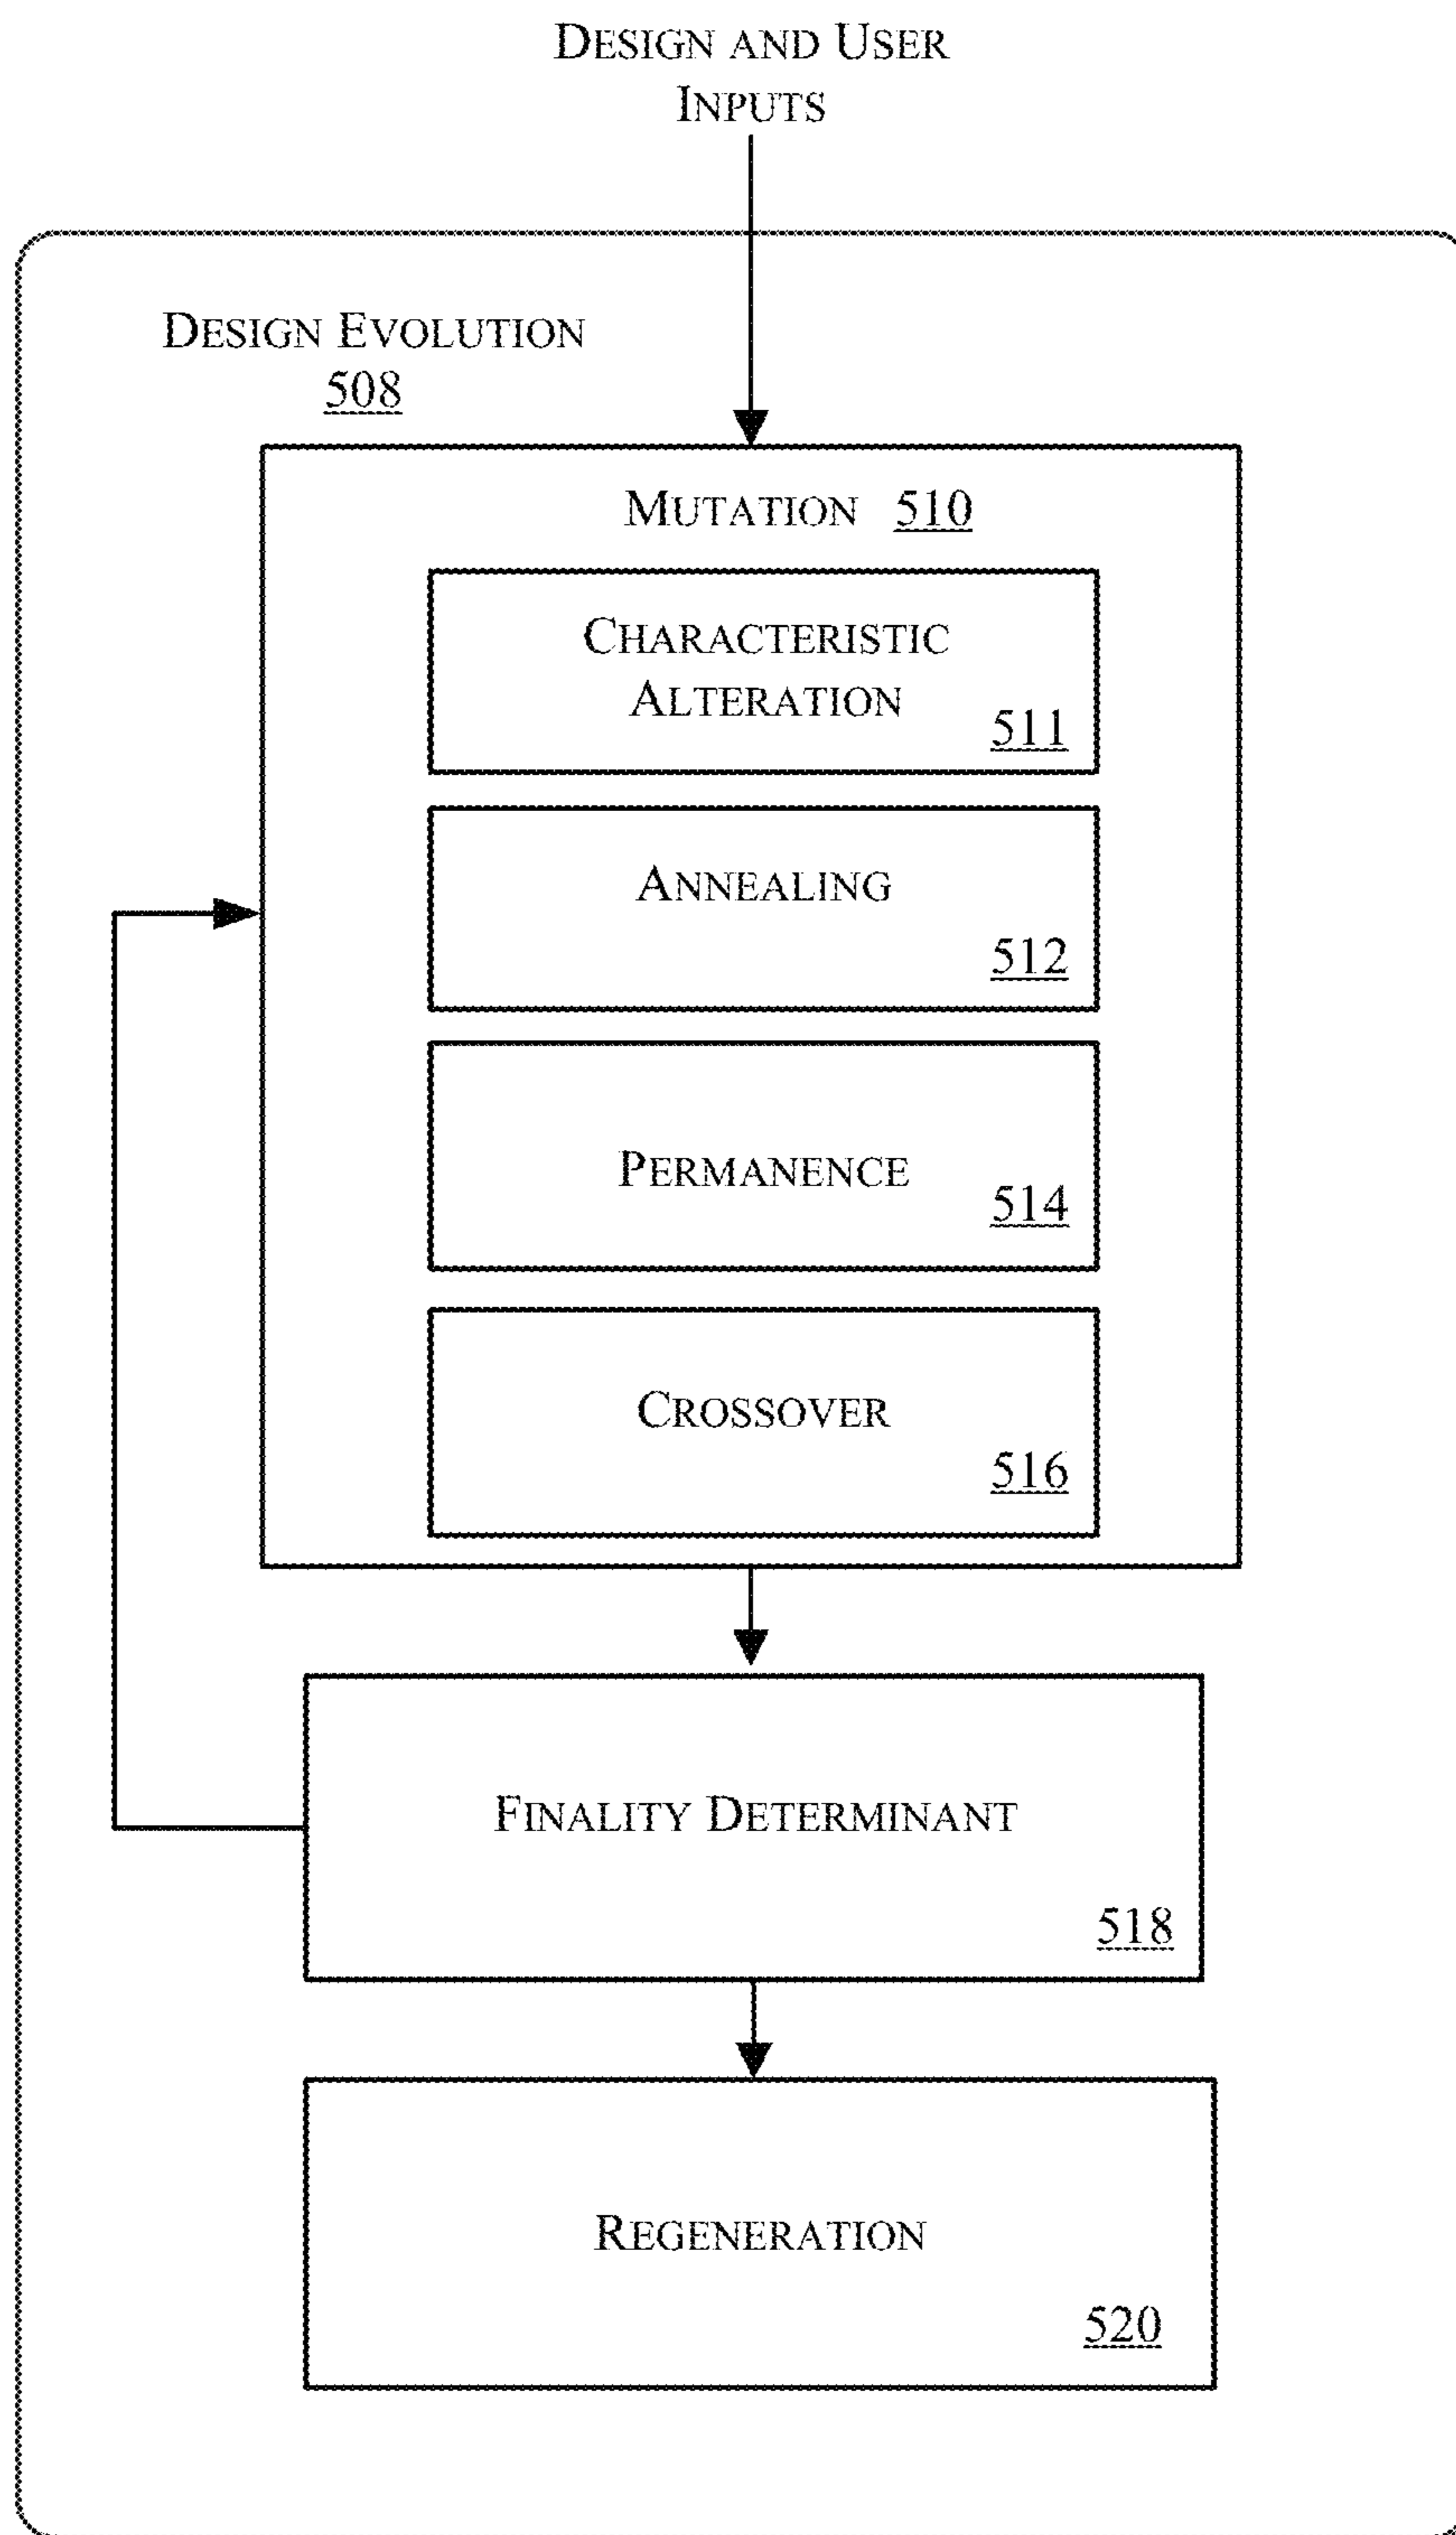 DESIGN AND USER
INPUTS
DESIGN EVOLUTION
508
MUTATION 510
CHARACTERISTIC
ALTERATION
511
ANNEALING
512
PERMANENCE
514
CROSSOVER
516
FINALITY DETERMINANT
518
REGENERATION
520